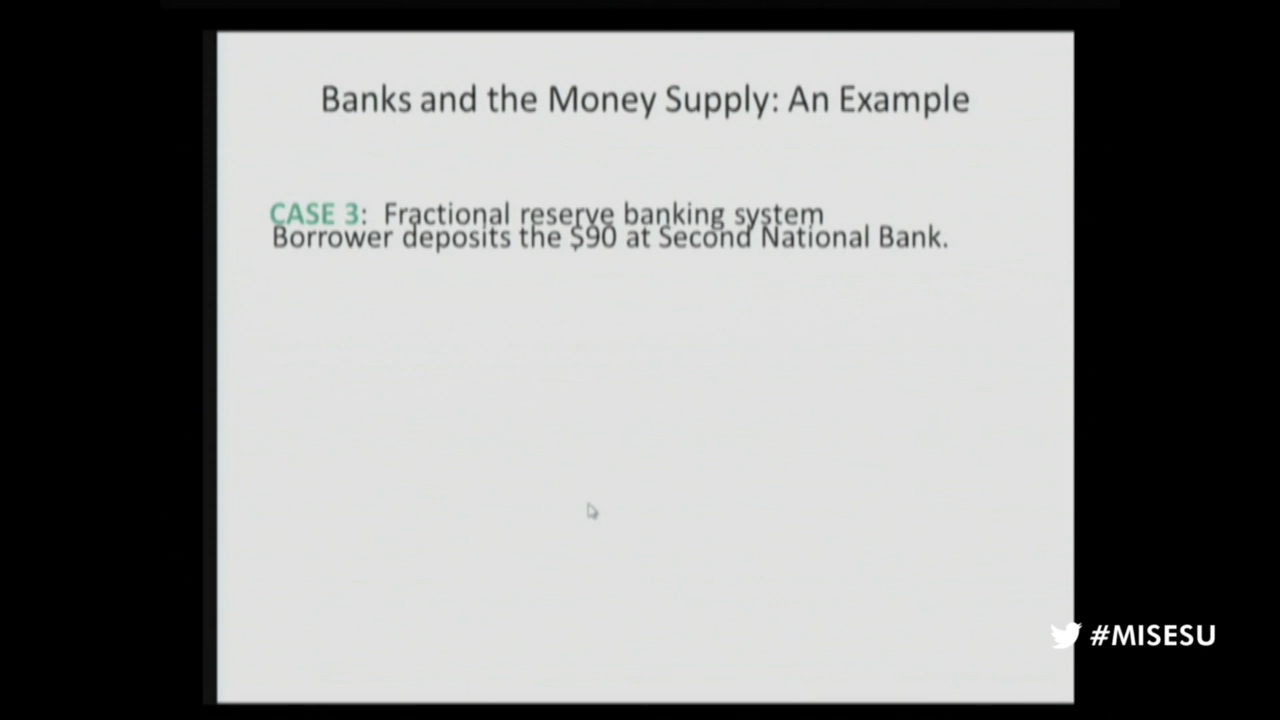 Banks and the Money Supply: An Example
CASE 3: Fractional reserve banking system
Borrower deposits the $90 at Second National Bank.
#MISESU